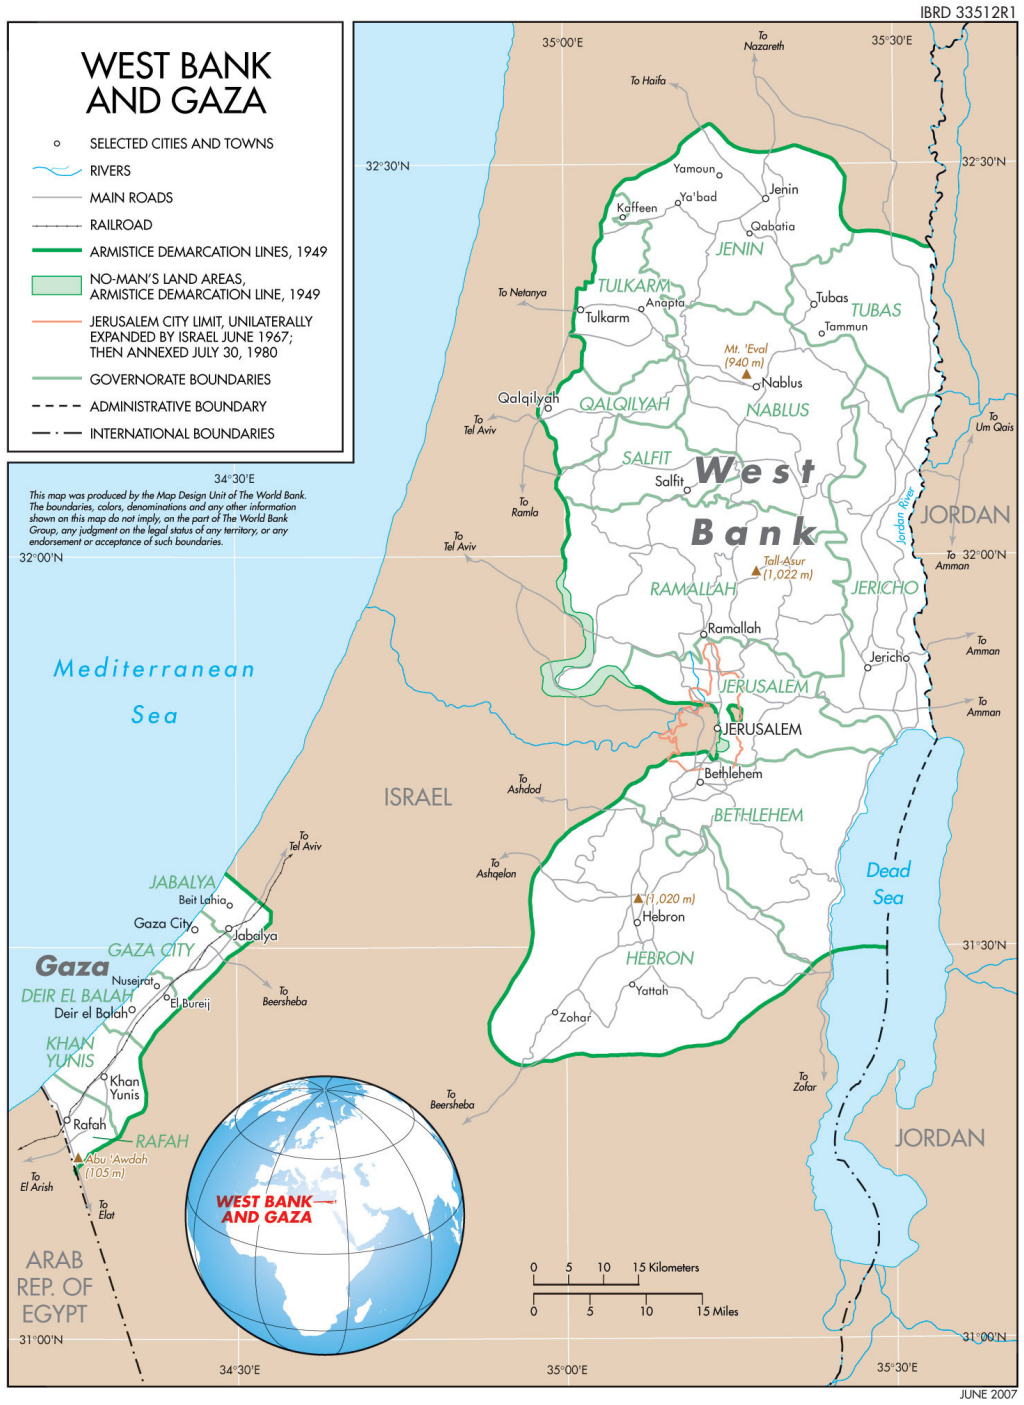 IBRD 33512R1
WEST BANK
AND GAZA
SELECTED CITIES AND TOWNS
RIVERS
MAIN ROADS
RAILROAD
ARMISTICE DEMARCATION LINES, 1949
NO-MAN'S LAND AREAS,
ARMISTICE DEMARCATION LINE, 1949
JERUSALEM CITY LIMIT, UNILATERALLY
EXPANDED BY ISRAEL JUNE 1967;
THEN ANNEXED JULY 30, 1980
GOVERNORATE BOUNDARIES
ADMINISTRATIVE BOUNDARY
INTERNATIONAL BOUNDARIES
34°30'E
This map was produced by the Map Design Unit of The World Bank.
The boundaries, colors, denominations and any other information
shown on this map do not imply, on the part of The World Bank
Group, any judgment on the legal status of any territory, or any
endorsement or acceptance of such boundaries.
35°00'E
To
Nazareth
35°30'E
To Haifa
32°30'N
32°30'N
Yamoun
Jenin
Ya'bad
Kaffeen
Qabatia
JENIN
TULKARM
To Netanya
Anapta
Tulkarm
Tubas
TUBAS
Tammun
Mt. 'Eval
(940 m)
Nablus
Qalqilyah
QALQILYAH
NABLUS
To
Tel Aviv
To
Um Qais
SALFIT
Salfit
West
Bank
To
Ramla
Jordan River
JORDAN
To
Tel Aviv
32°00'N
32°00'N
To
Amman
Tall-Asur
(1,022 m)
RAMALLAH
JERICHO
Ramallah
To
Amman
Jericho
Mediterranean
Sea
JERUSALEM
To
Amman
JERUSALEM
Bethlehem
To
Ashdod
ISRAEL
BETHLEHEM
To
Tel Aviv
To
Ashqelon
Dead
Sea
JABALYA
Beit Lahia
(1,020 m)
Hebron
Gaza City
Jabalya
GAZA CITY
31°30'N
HEBRON
Gaza
Nusejrat
Yattah
DEIR EL BALAH
El Bureij
To
Beersheba
Deir el Balah
Zohar
KHAN
YUNIS
Khan
Yunis
To
Zofar
To
Beersheba
Rafah
RAFAH
JORDAN
Abu 'Awdah
(105 m)
To
El Arish
To
Elat
WEST BANK
AND GAZA
ARAB
REP. OF
EGYPT
0 5 10 15 Kilometers
0 5 10 15 Miles
31°00'N
31°00'N
34°30'E
35°00'E
35°30'E
JUNE 2007